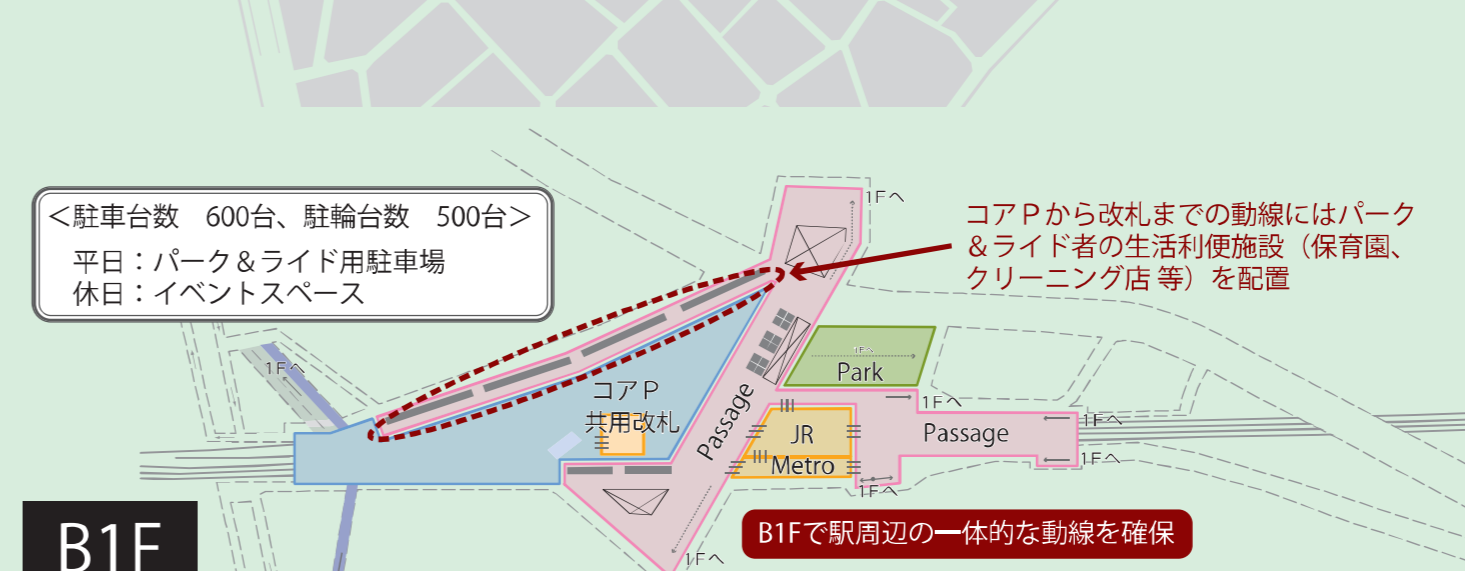 ＜駐車台数　600台、駐輪台数　500台＞
平日：パーク＆ライド用駐車場
休日：イベントスペース
1Fへ
コアＰから改札までの動線にはパーク
＆ライド者の生活利便施設（保育園、
クリーニング店 等）を配置
1Fへ
1Fへ
Park
コアＰ
共用改札
Passage
1Fへ
JR
Metro
Passage
1Fへ
1Fへ
1Fへ
B1Fで駅周辺の一体的な動線を確保
1Fへ
B1F